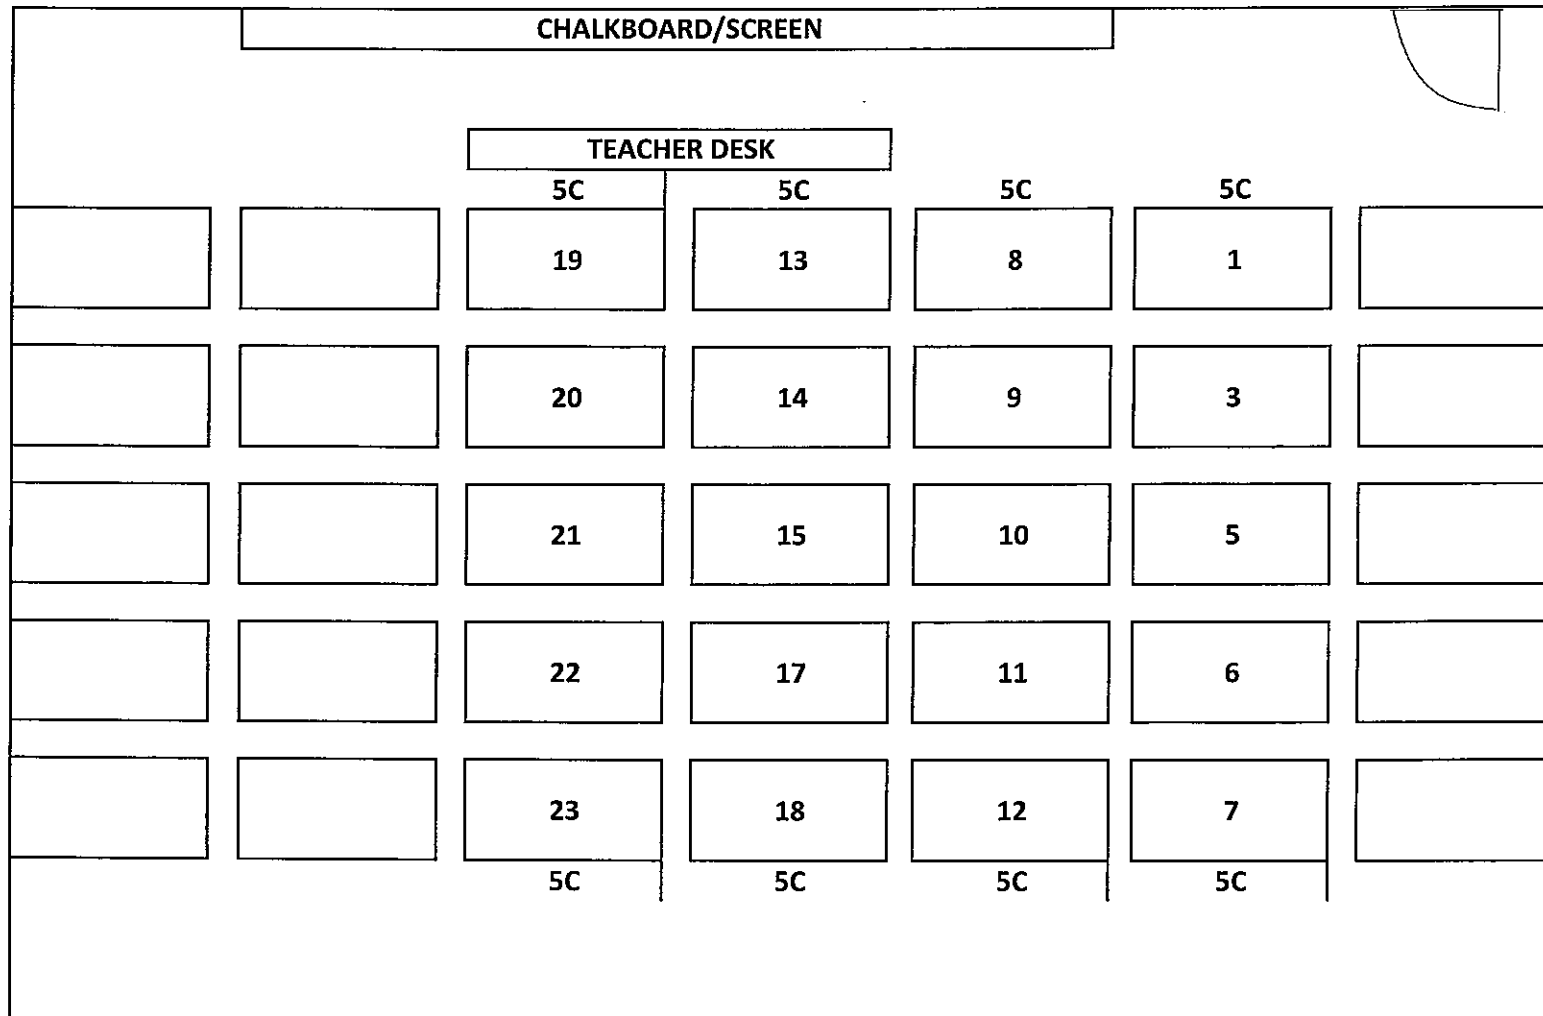 CHALKBOARD/SCREEN
TEACHER DESK
5C 5C 5C 5C
19 13 8 1
20 14 9 3
21 15 10 5
22 17 11 6
23 18 12 7
5C 5C 5C 5C